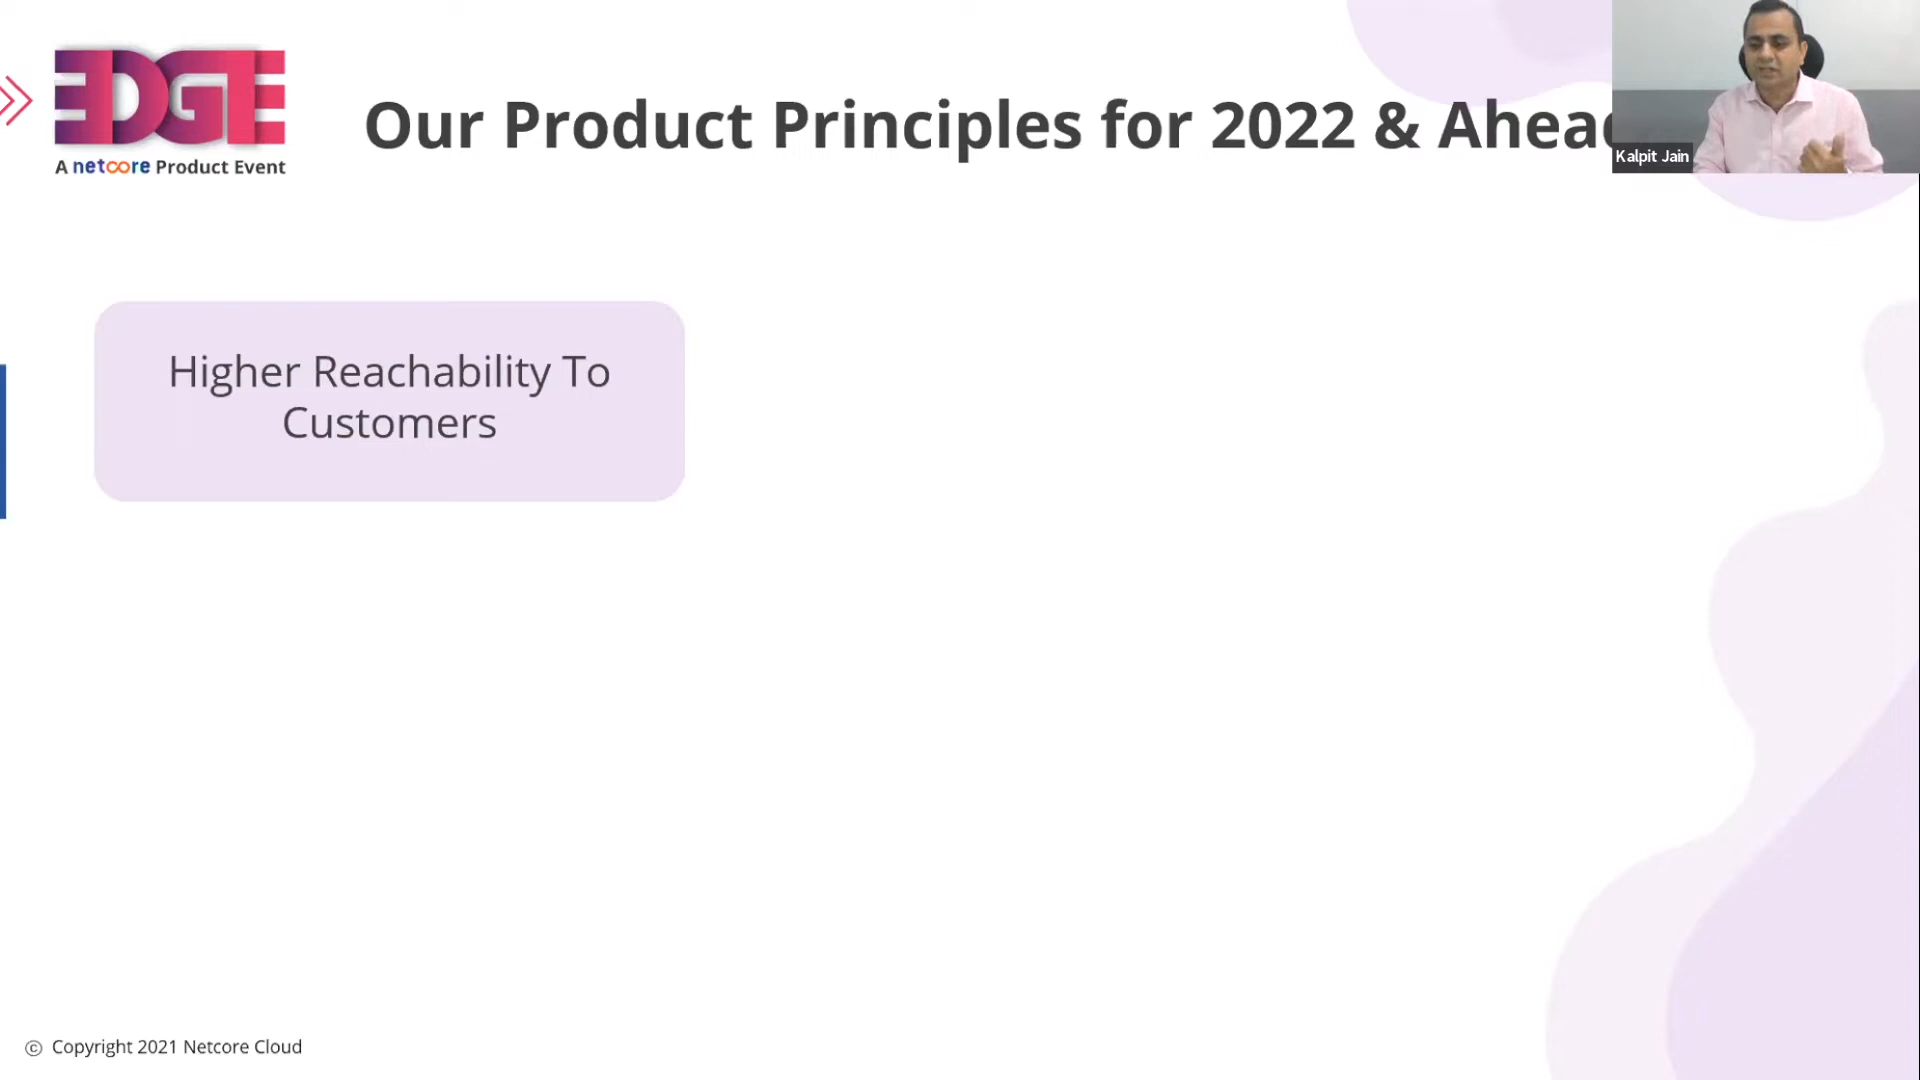 EDGE
A netcore Product Event
Our Product Principles for 2022 & Ahead
Kalpit Jain
Higher Reachability To
Customers
© Copyright 2021 Netcore Cloud